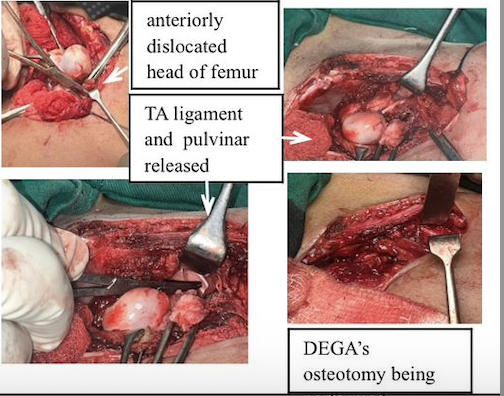 anteriorly
dislocated
head of femur
TA ligament
and pulvinar
released
DEGA's
osteotomy being